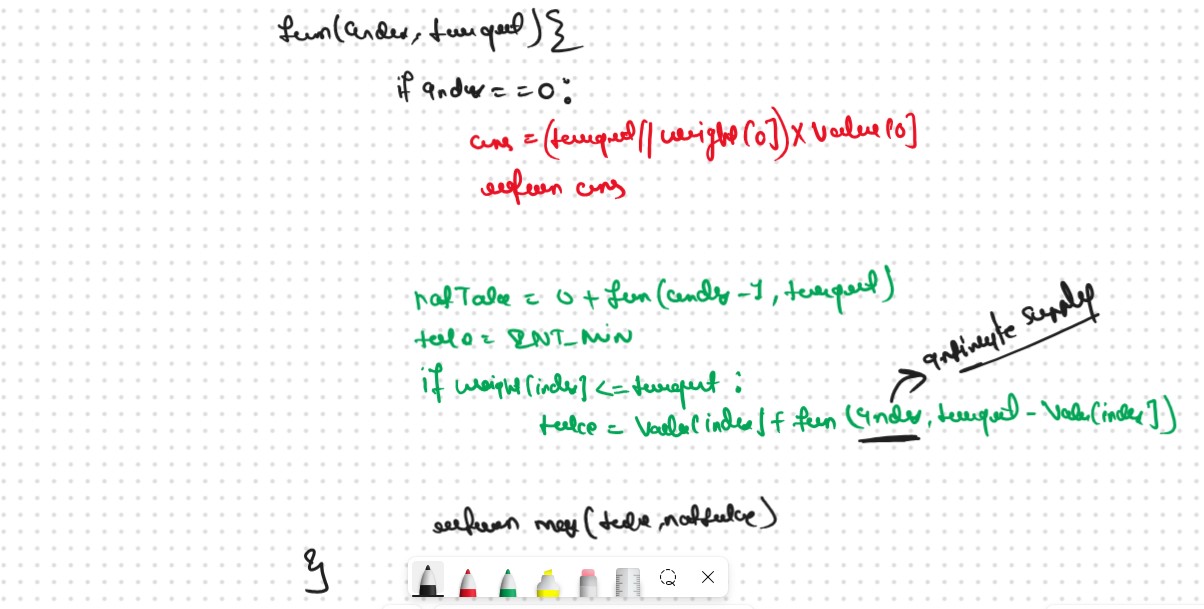 fun(index, target){
if index == 0:
ans = (target // weight[0]) x value[0]
return ans
notTake = 0 + fun(index - 1, target)
take = INT_MIN
infinite supply
if weight[index] <= target:
take = value[index] + fun(index, target - value[index])
return max(take, nottake)
}